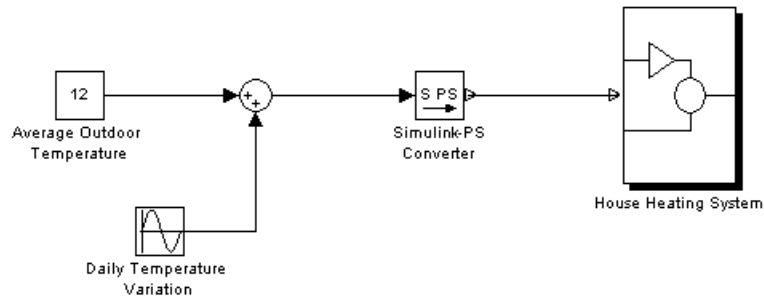 12
+
+
S PS
Average Outdoor
Temperature
Simulink-PS
Converter
House Heating System
Daily Temperature
Variation